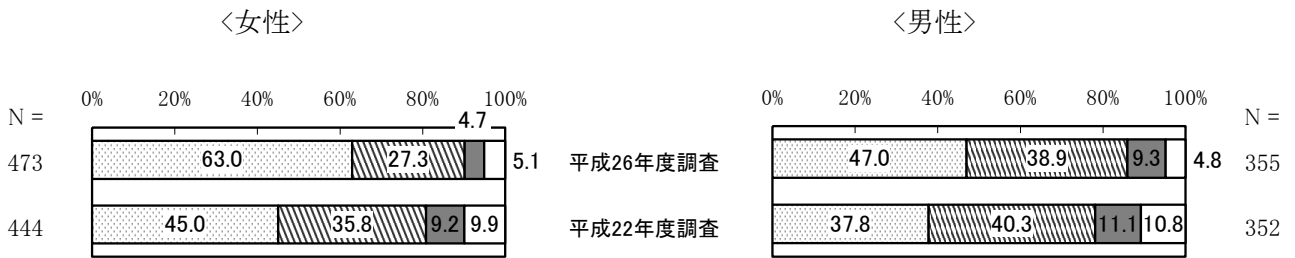 <女性>
<男性>
0% 20% 40% 60% 80% 100%
0% 20% 40% 60% 80% 100%
N =
N =
4.7
473 63.0 27.3 5.1 平成26年度調査 47.0 38.9 9.3 4.8 355
444 45.0 35.8 9.2 9.9 平成22年度調査 37.8 40.3 11.1 10.8 352